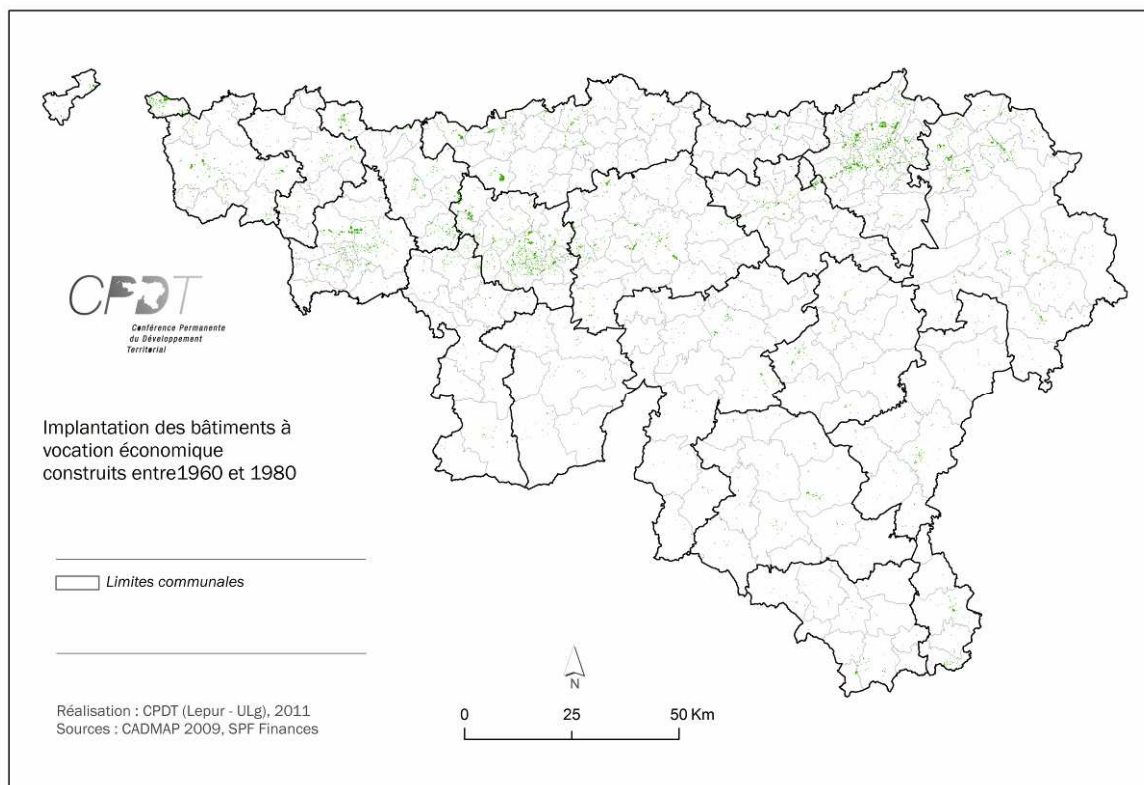 CPDT
Conférence Permanente
du Développement
Territorial
Implantation des bâtiments à
vocation économique
construits entre1960 et 1980
Limites communales
Réalisation : CPDT (Lepur - ULg), 2011
Sources : CADMAP 2009, SPF Finances
N
0 25 50 Km